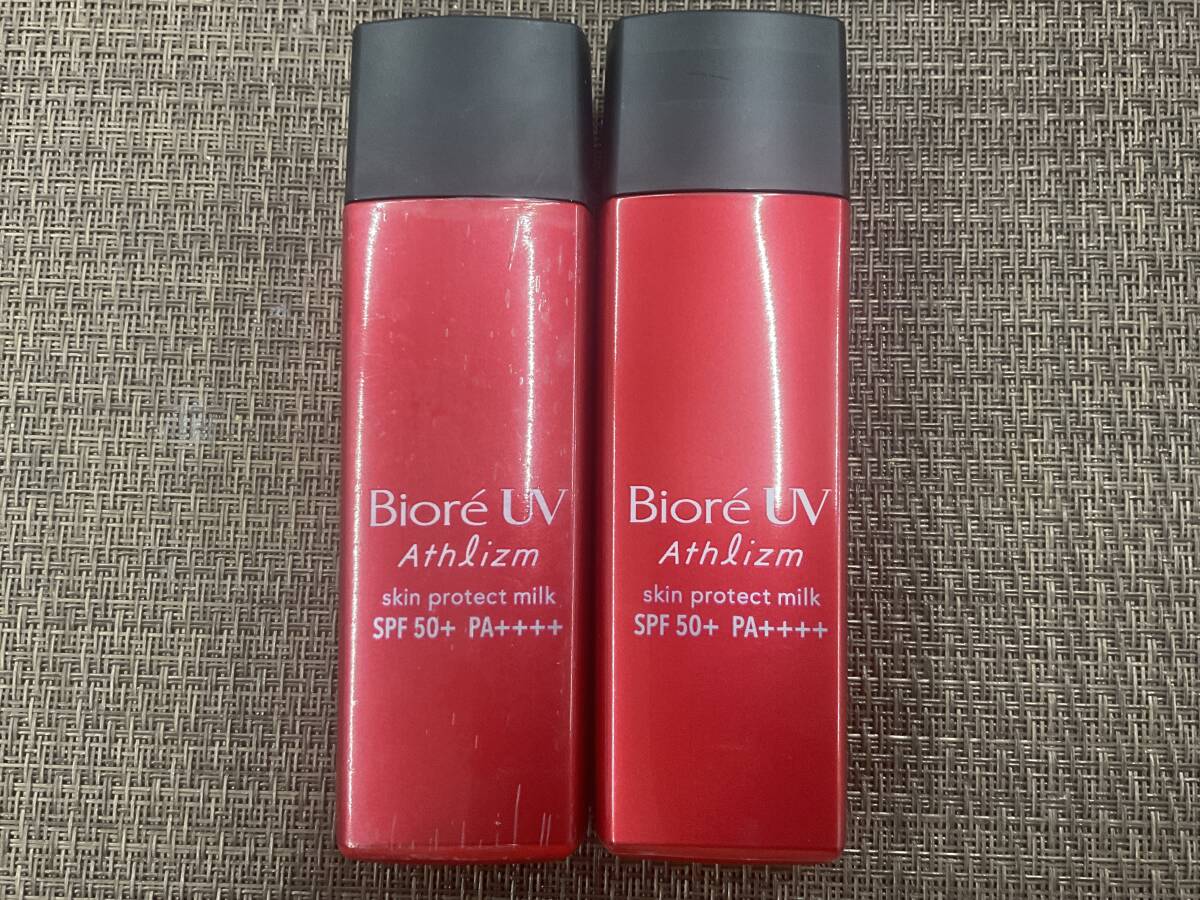 Bioré UV
Athlizm
skin protect milk
SPF 50+ PA++++
Bioré UV
Athlizm
skin protect milk
SPF 50+ PA++++